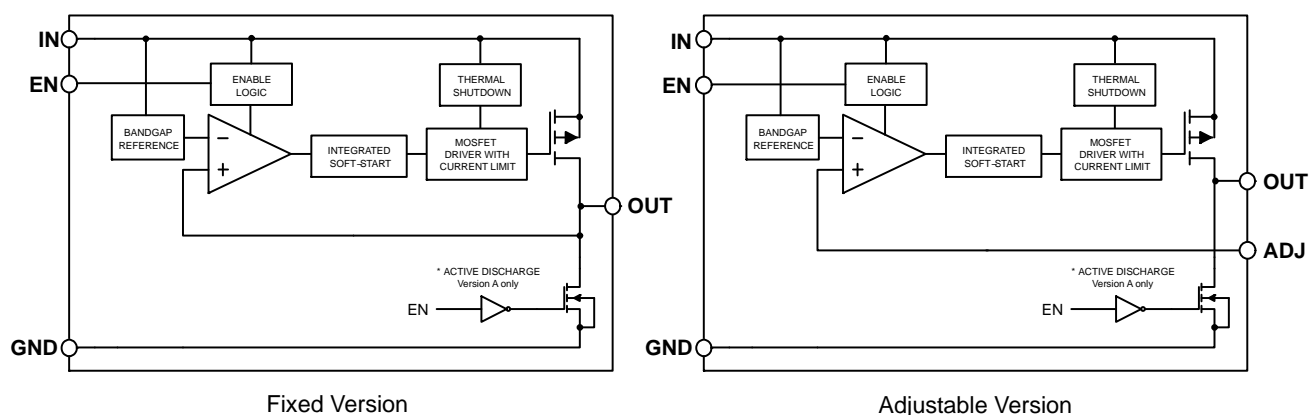 IN
EN
ENABLE
LOGIC
THERMAL
SHUTDOWN
BANDGAP
REFERENCE
−
+
INTEGRATED
SOFT−START
MOSFET
DRIVER WITH
CURRENT LIMIT
OUT
* ACTIVE DISCHARGE
Version A only
EN
GND
Fixed Version
IN
EN
ENABLE
LOGIC
THERMAL
SHUTDOWN
BANDGAP
REFERENCE
−
+
INTEGRATED
SOFT−START
MOSFET
DRIVER WITH
CURRENT LIMIT
OUT
ADJ
* ACTIVE DISCHARGE
Version A only
EN
GND
Adjustable Version